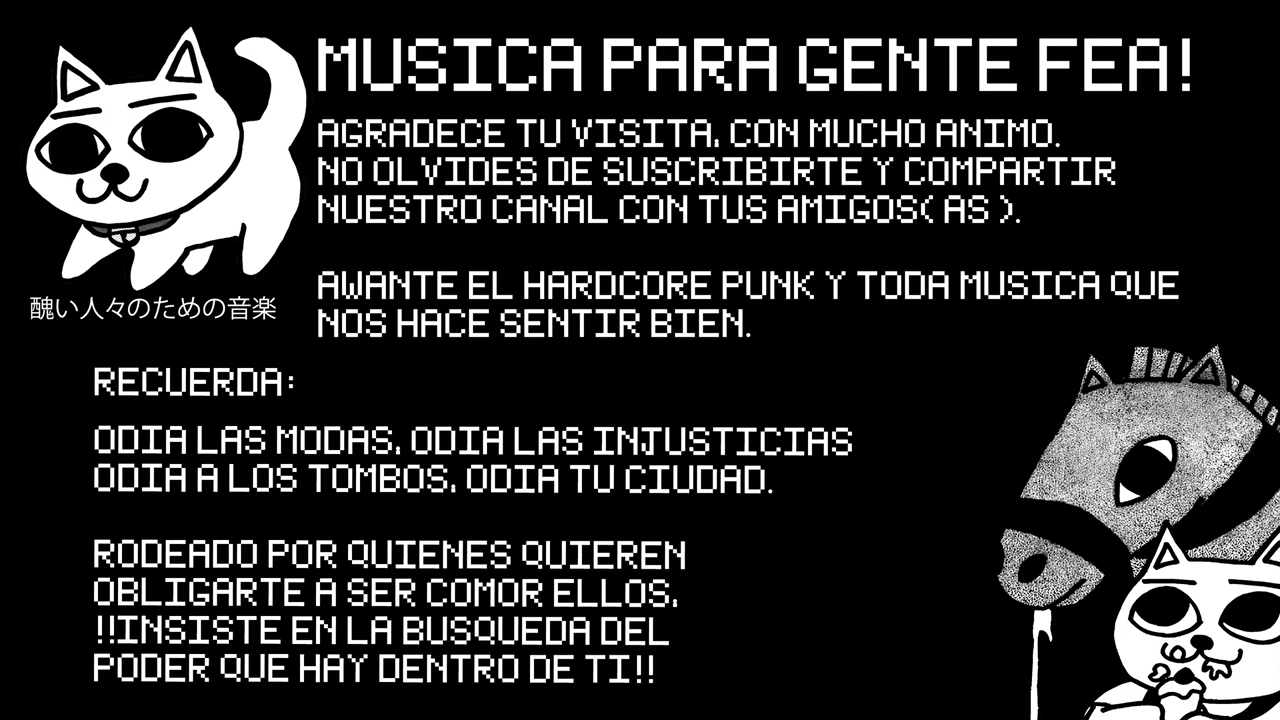 MUSICA PARA GENTE FEA!
AGRADECE TU VISITA, CON MUCHO ANIMO.
NO OLVIDES DE SUSCRIBIRTE Y COMPARTIR
NUESTRO CANAL CON TUS AMIGOS( AS ).
AWANTE EL HARDCORE PUNK Y TODA MUSICA QUE
NOS HACE SENTIR BIEN.
醜い人々のための音楽
RECUERDA:
ODIA LAS MODAS, ODIA LAS INJUSTICIAS
ODIA A LOS TOMBOS, ODIA TU CIUDAD.
RODEADO POR QUIENES QUIEREN
OBLIGARTE A SER COMOR ELLOS,
!!INSISTE EN LA BUSQUEDA DEL
PODER QUE HAY DENTRO DE TI!!